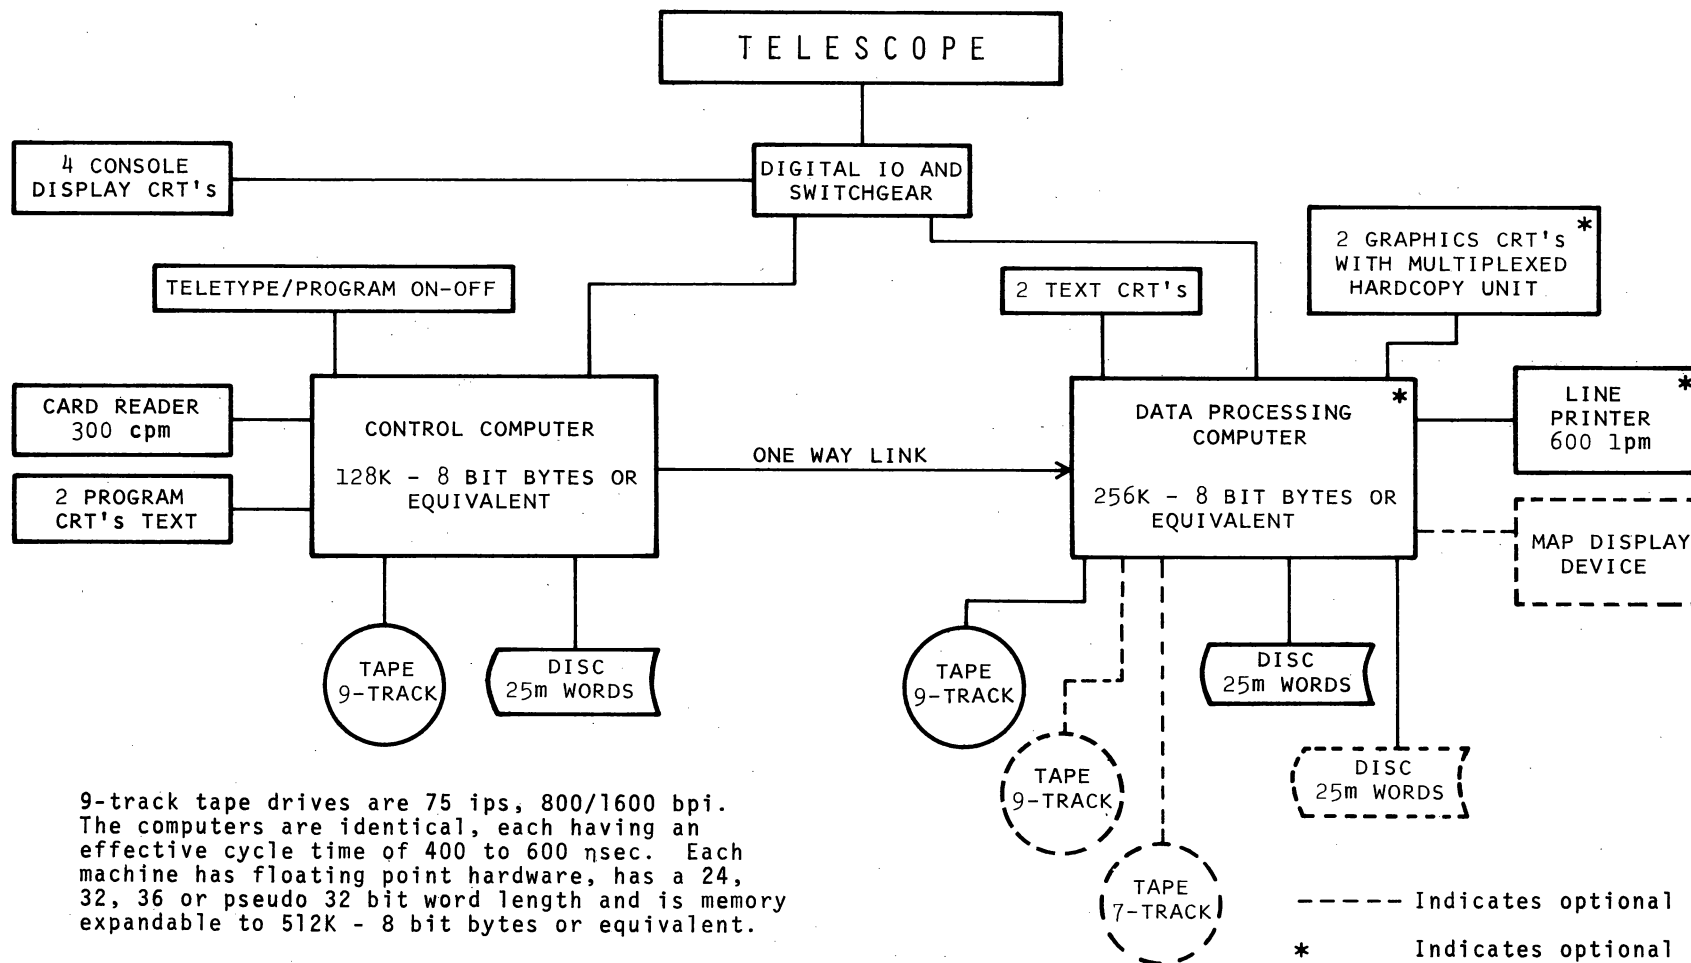 TELESCOPE
4 CONSOLE
DISPLAY CRT's
DIGITAL IO AND
SWITCHGEAR
2 GRAPHICS CRT's *
WITH MULTIPLEXED
HARDCOPY UNIT
TELETYPE/PROGRAM ON-OFF
2 TEXT CRT's
CARD READER
300 cpm
CONTROL COMPUTER
128K - 8 BIT BYTES OR
EQUIVALENT
2 PROGRAM
CRT's TEXT
ONE WAY LINK
DATA PROCESSING *
COMPUTER
256K - 8 BIT BYTES OR
EQUIVALENT
LINE *
PRINTER
600 lpm
MAP DISPLAY
DEVICE
TAPE
9-TRACK
DISC
25m WORDS
TAPE
9-TRACK
DISC
25m WORDS
TAPE
9-TRACK
DISC
25m WORDS
TAPE
7-TRACK
9-track tape drives are 75 ips, 800/1600 bpi.
The computers are identical, each having an
effective cycle time of 400 to 600 ηsec. Each
machine has floating point hardware, has a 24,
32, 36 or pseudo 32 bit word length and is memory
expandable to 512K - 8 bit bytes or equivalent.
----- Indicates optional
* Indicates optional